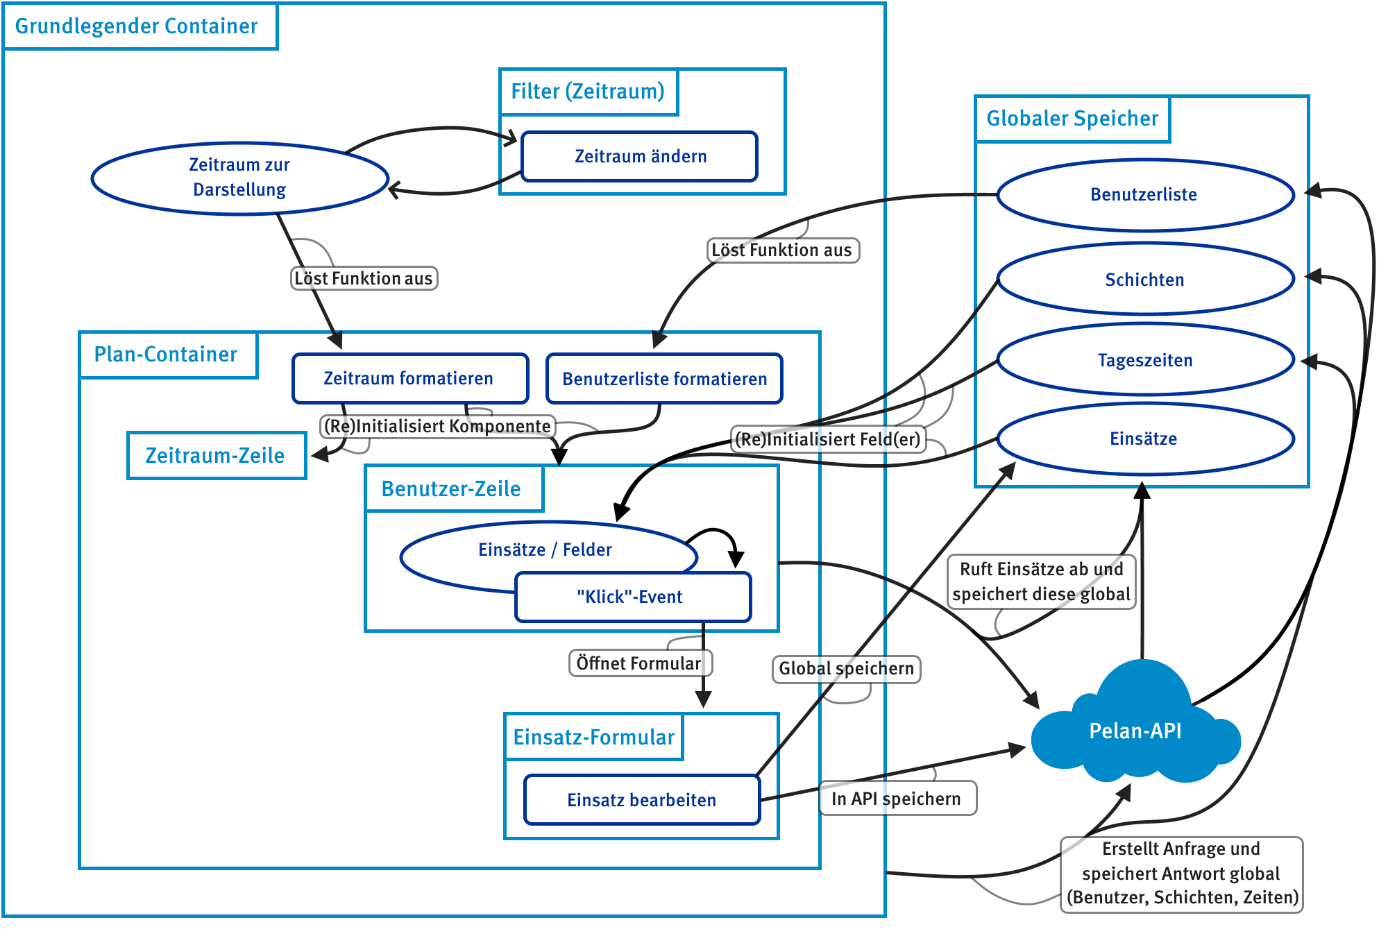 Grundlegender Container
Filter (Zeitraum)
Zeitraum ändern
Zeitraum zur
Darstellung
Globaler Speicher
Benutzerliste
Schichten
Tageszeiten
Einsätze
Löst Funktion aus
Löst Funktion aus
Plan-Container
Zeitraum formatieren
Benutzerliste formatieren
(Re)Initialisiert Komponente
(Re)Initialisiert Feld(er)
Zeitraum-Zeile
Benutzer-Zeile
Einsätze / Felder
"Klick"-Event
Ruft Einsätze ab und
speichert diese global
Öffnet Formular
Global speichern
Einsatz-Formular
Einsatz bearbeiten
Pelan-API
In API speichern
Erstellt Anfrage und
speichert Antwort global
(Benutzer, Schichten, Zeiten)